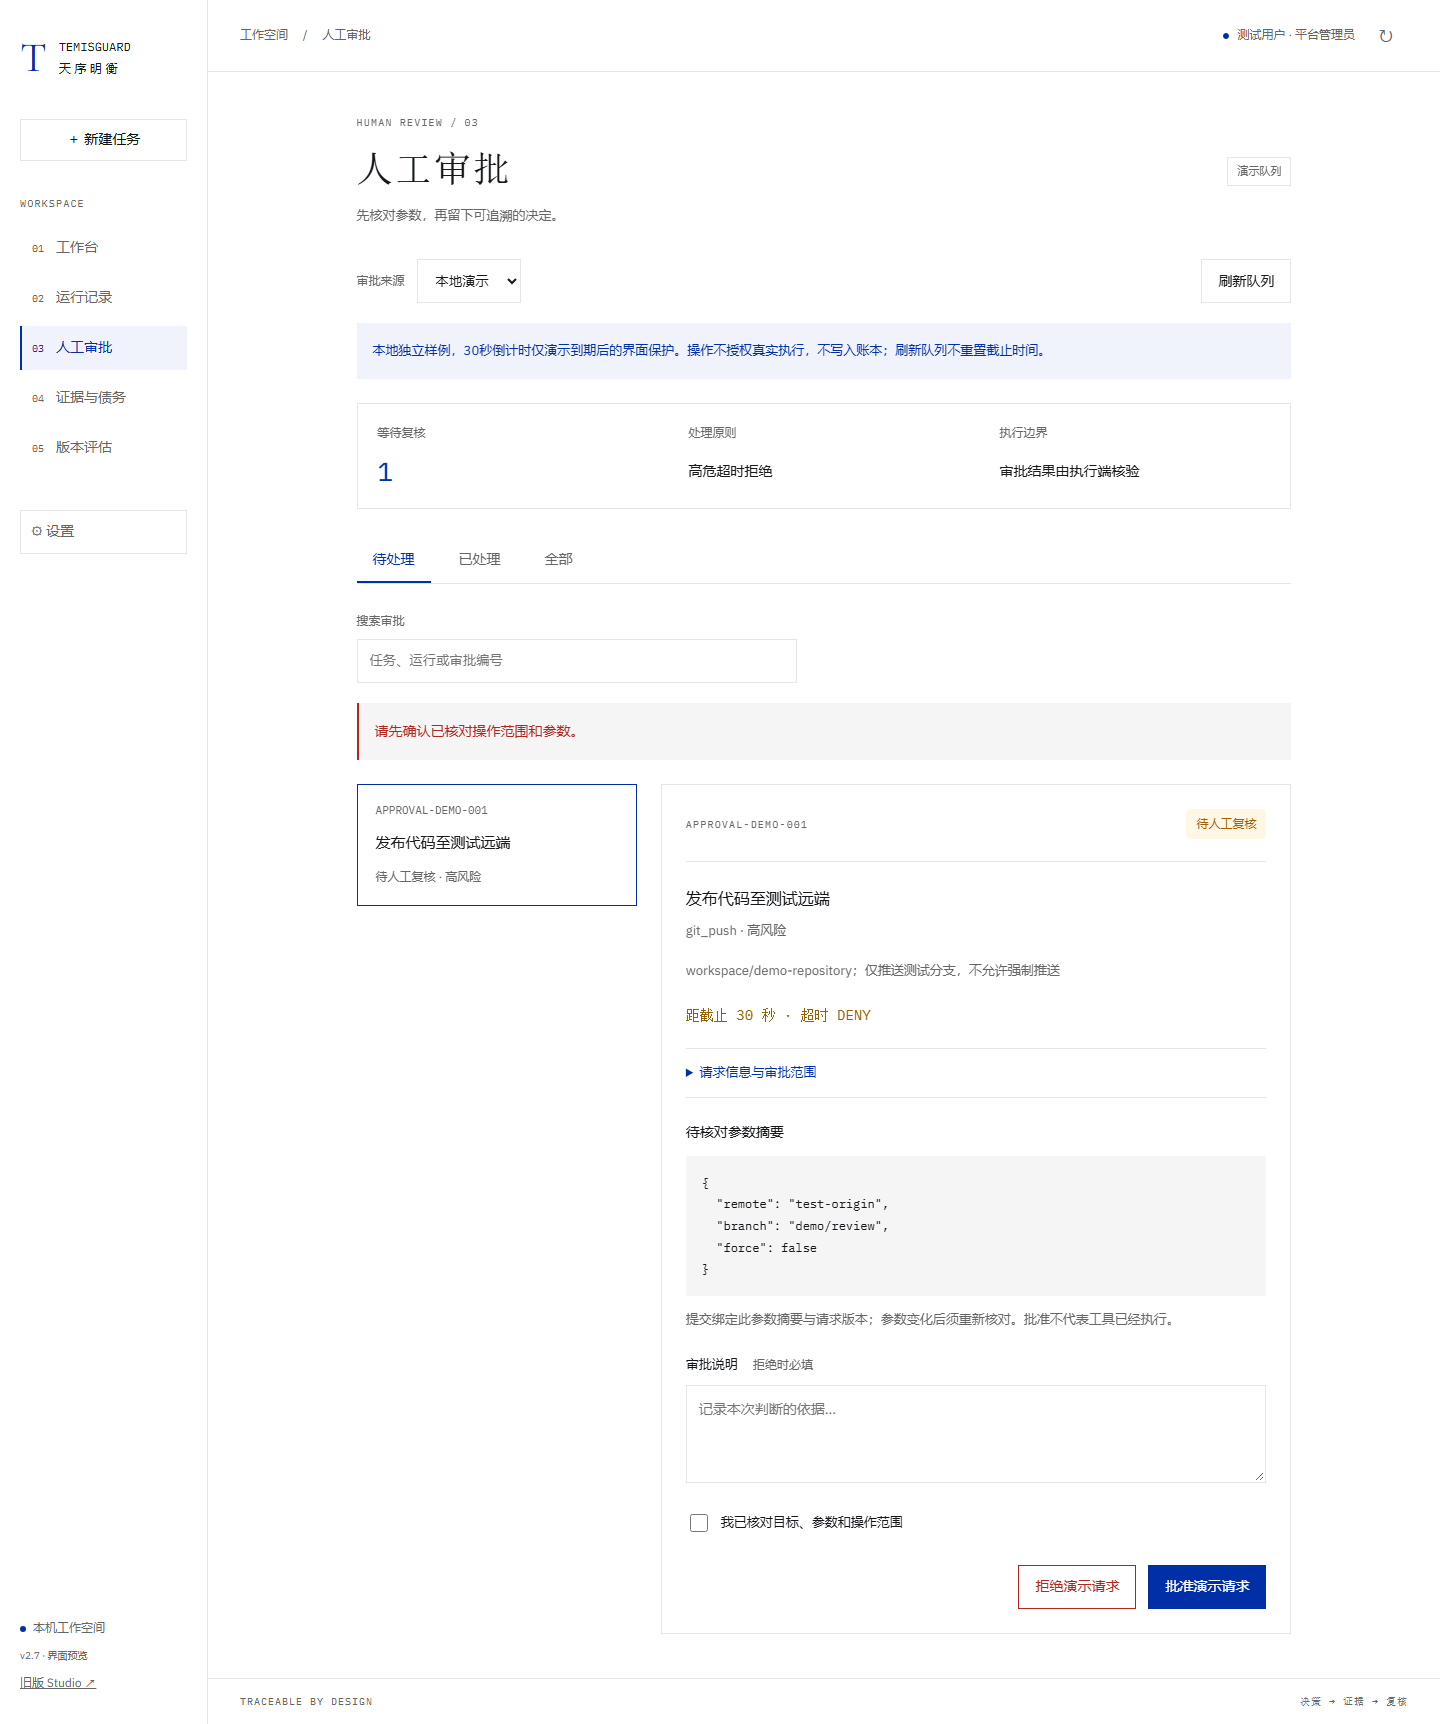 T
TEMISGUARD
天序明衡
+ 新建任务
WORKSPACE
01 工作台
02 运行记录
03 人工审批
04 证据与债务
05 版本评估
⚙ 设置
本机工作空间
v2.7 · 界面预览
旧版 Studio ↗
工作空间 / 人工审批
测试用户 · 平台管理员 ↻
HUMAN REVIEW / 03
人工审批
演示队列
先核对参数，再留下可追溯的决定。
审批来源 本地演示
刷新队列
本地独立样例，30秒倒计时仅演示到期后的界面保护。操作不授权真实执行，不写入账本；刷新队列不重置截止时间。
等待复核
1
处理原则
高危超时拒绝
执行边界
审批结果由执行端核验
待处理 已处理 全部
搜索审批
任务、运行或审批编号
请先确认已核对操作范围和参数。
APPROVAL-DEMO-001
发布代码至测试远端
待人工复核 · 高风险
APPROVAL-DEMO-001
待人工复核
发布代码至测试远端
git_push · 高风险
workspace/demo-repository；仅推送测试分支，不允许强制推送
距截止 30 秒 · 超时 DENY
▶ 请求信息与审批范围
待核对参数摘要
{
"remote": "test-origin",
"branch": "demo/review",
"force": false
}
提交绑定此参数摘要与请求版本；参数变化后须重新核对。批准不代表工具已经执行。
审批说明 拒绝时必填
记录本次判断的依据...
我已核对目标、参数和操作范围
拒绝演示请求
批准演示请求
TRACEABLE BY DESIGN
决策 → 证据 → 复核